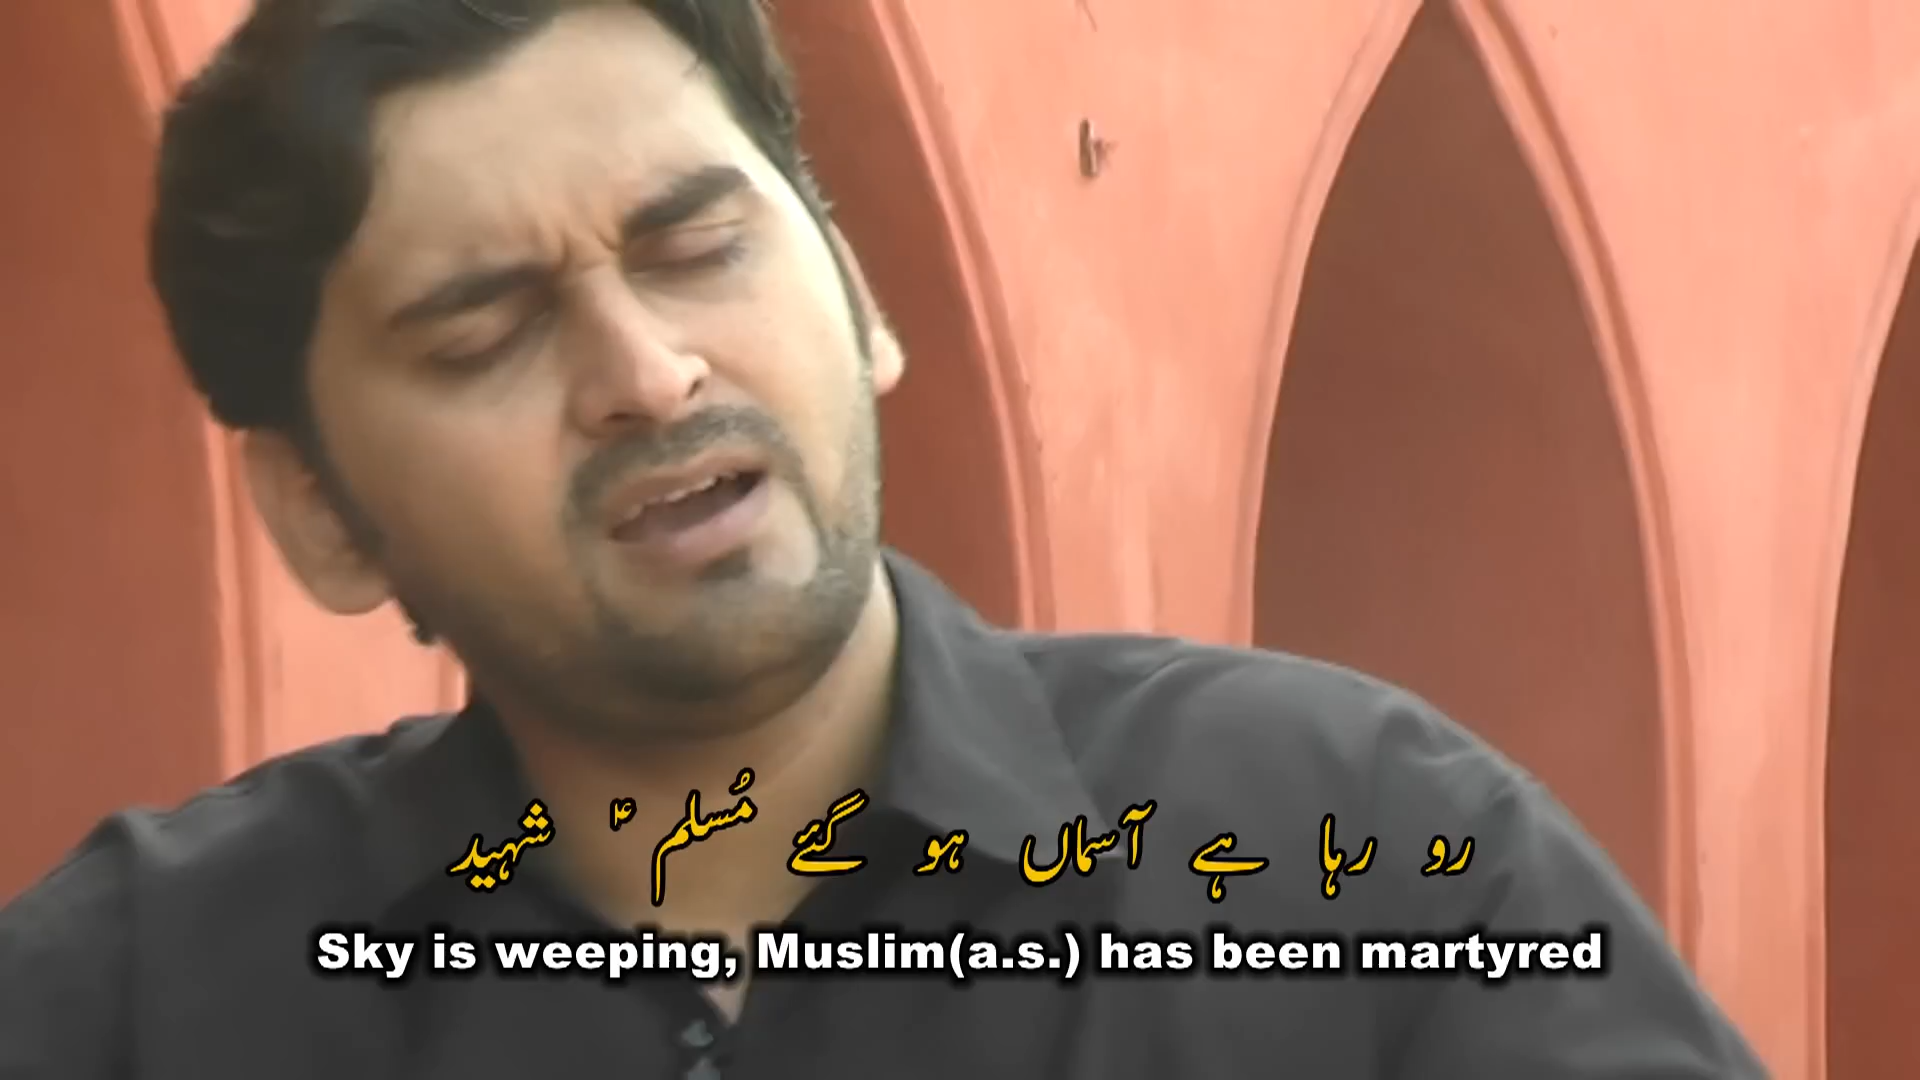 رو رہا ہے آسماں ہو گئے مُسلم ؑ شہید
Sky is weeping, Muslim(a.s.) has been martyred